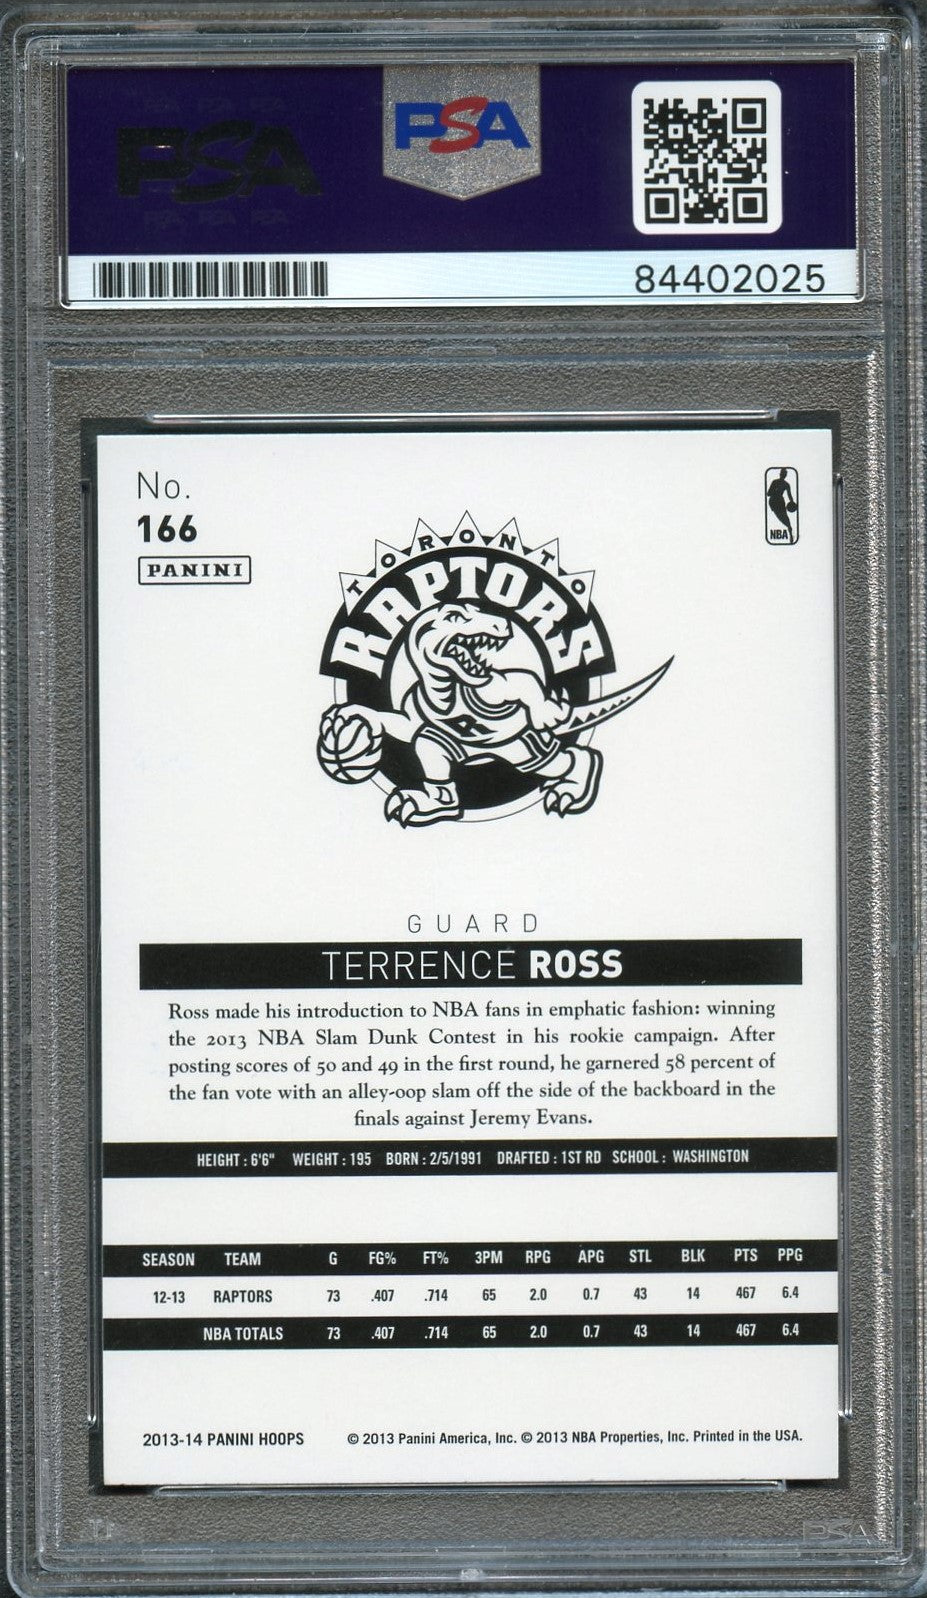 PSA
PSA
84402025
No.
166
PANINI
NBA
TORONTO
RAPTORS
GUARD
TERRENCE ROSS
Ross made his introduction to NBA fans in emphatic fashion: winning
the 2013 NBA Slam Dunk Contest in his rookie campaign. After
posting scores of 50 and 49 in the first round, he garnered 58 percent of
the fan vote with an alley-oop slam off the side of the backboard in the
finals against Jeremy Evans.
HEIGHT : 6'6" WEIGHT : 195 BORN : 2/5/1991 DRAFTED : 1ST RD SCHOOL : WASHINGTON
SEASON TEAM G FG% FT% 3PM RPG APG STL BLK PTS PPG
12-13 RAPTORS 73 .407 .714 65 2.0 0.7 43 14 467 6.4
NBA TOTALS 73 .407 .714 65 2.0 0.7 43 14 467 6.4
2013-14 PANINI HOOPS © 2013 Panini America, Inc. © 2013 NBA Properties, Inc. Printed in the USA.
PSA